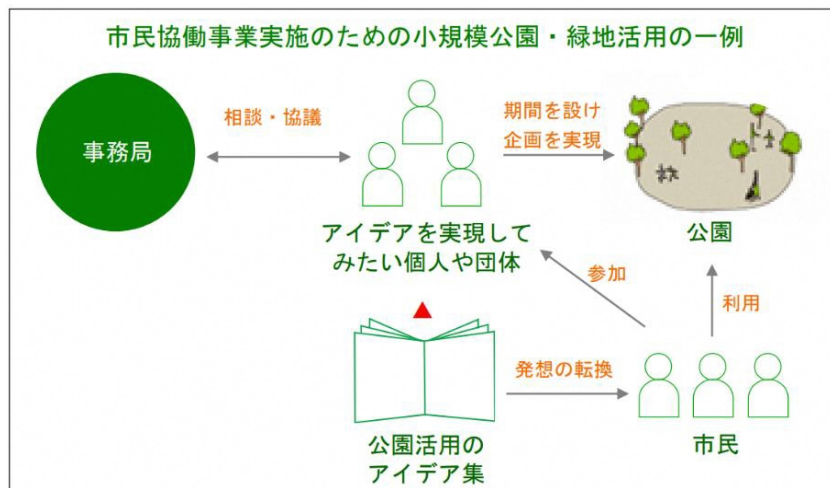 市民協働事業実施のための小規模公園・緑地活用の一例
事務局
相談・協議
期間を設け
企画を実現
アイデアを実現して
みたい個人や団体
公園
参加
利用
発想の転換
公園活用の
アイデア集
市民